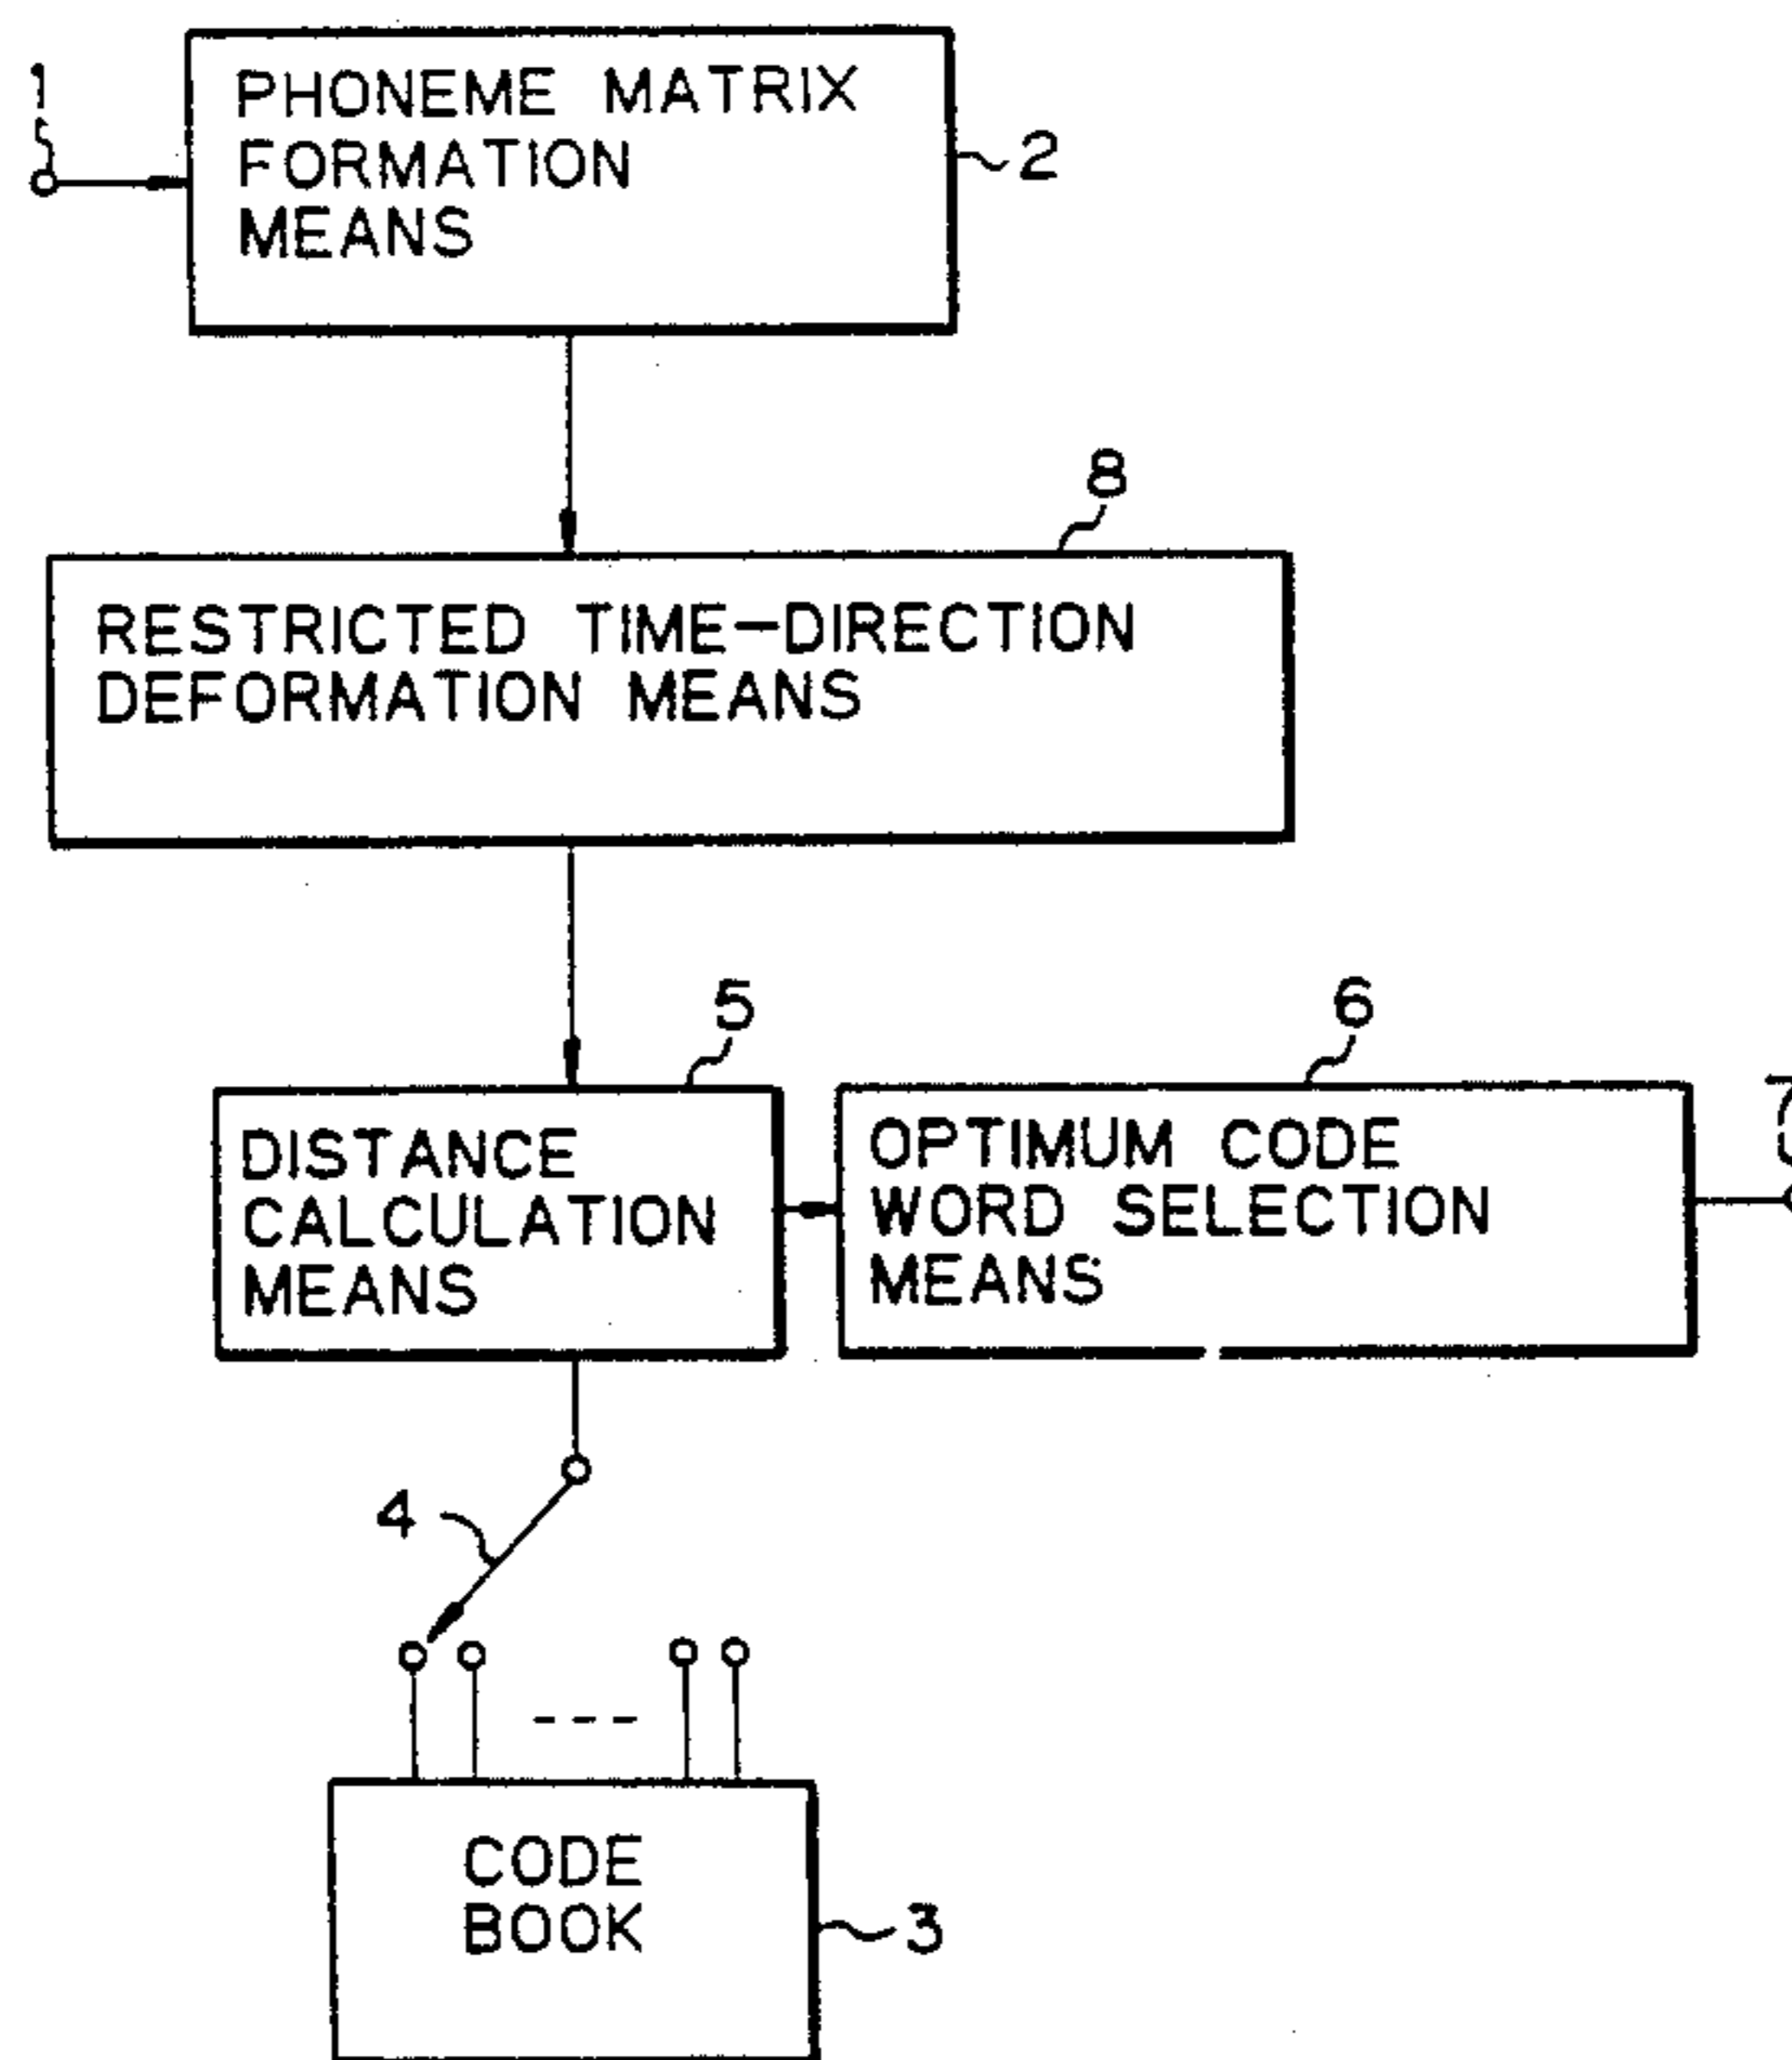 1
PHONEME MATRIX
FORMATION
MEANS
2
8
RESTRICTED TIME-DIRECTION
DEFORMATION MEANS
5
DISTANCE
CALCULATION
MEANS
6
OPTIMUM CODE
WORD SELECTION
MEANS
4
CODE
BOOK
3